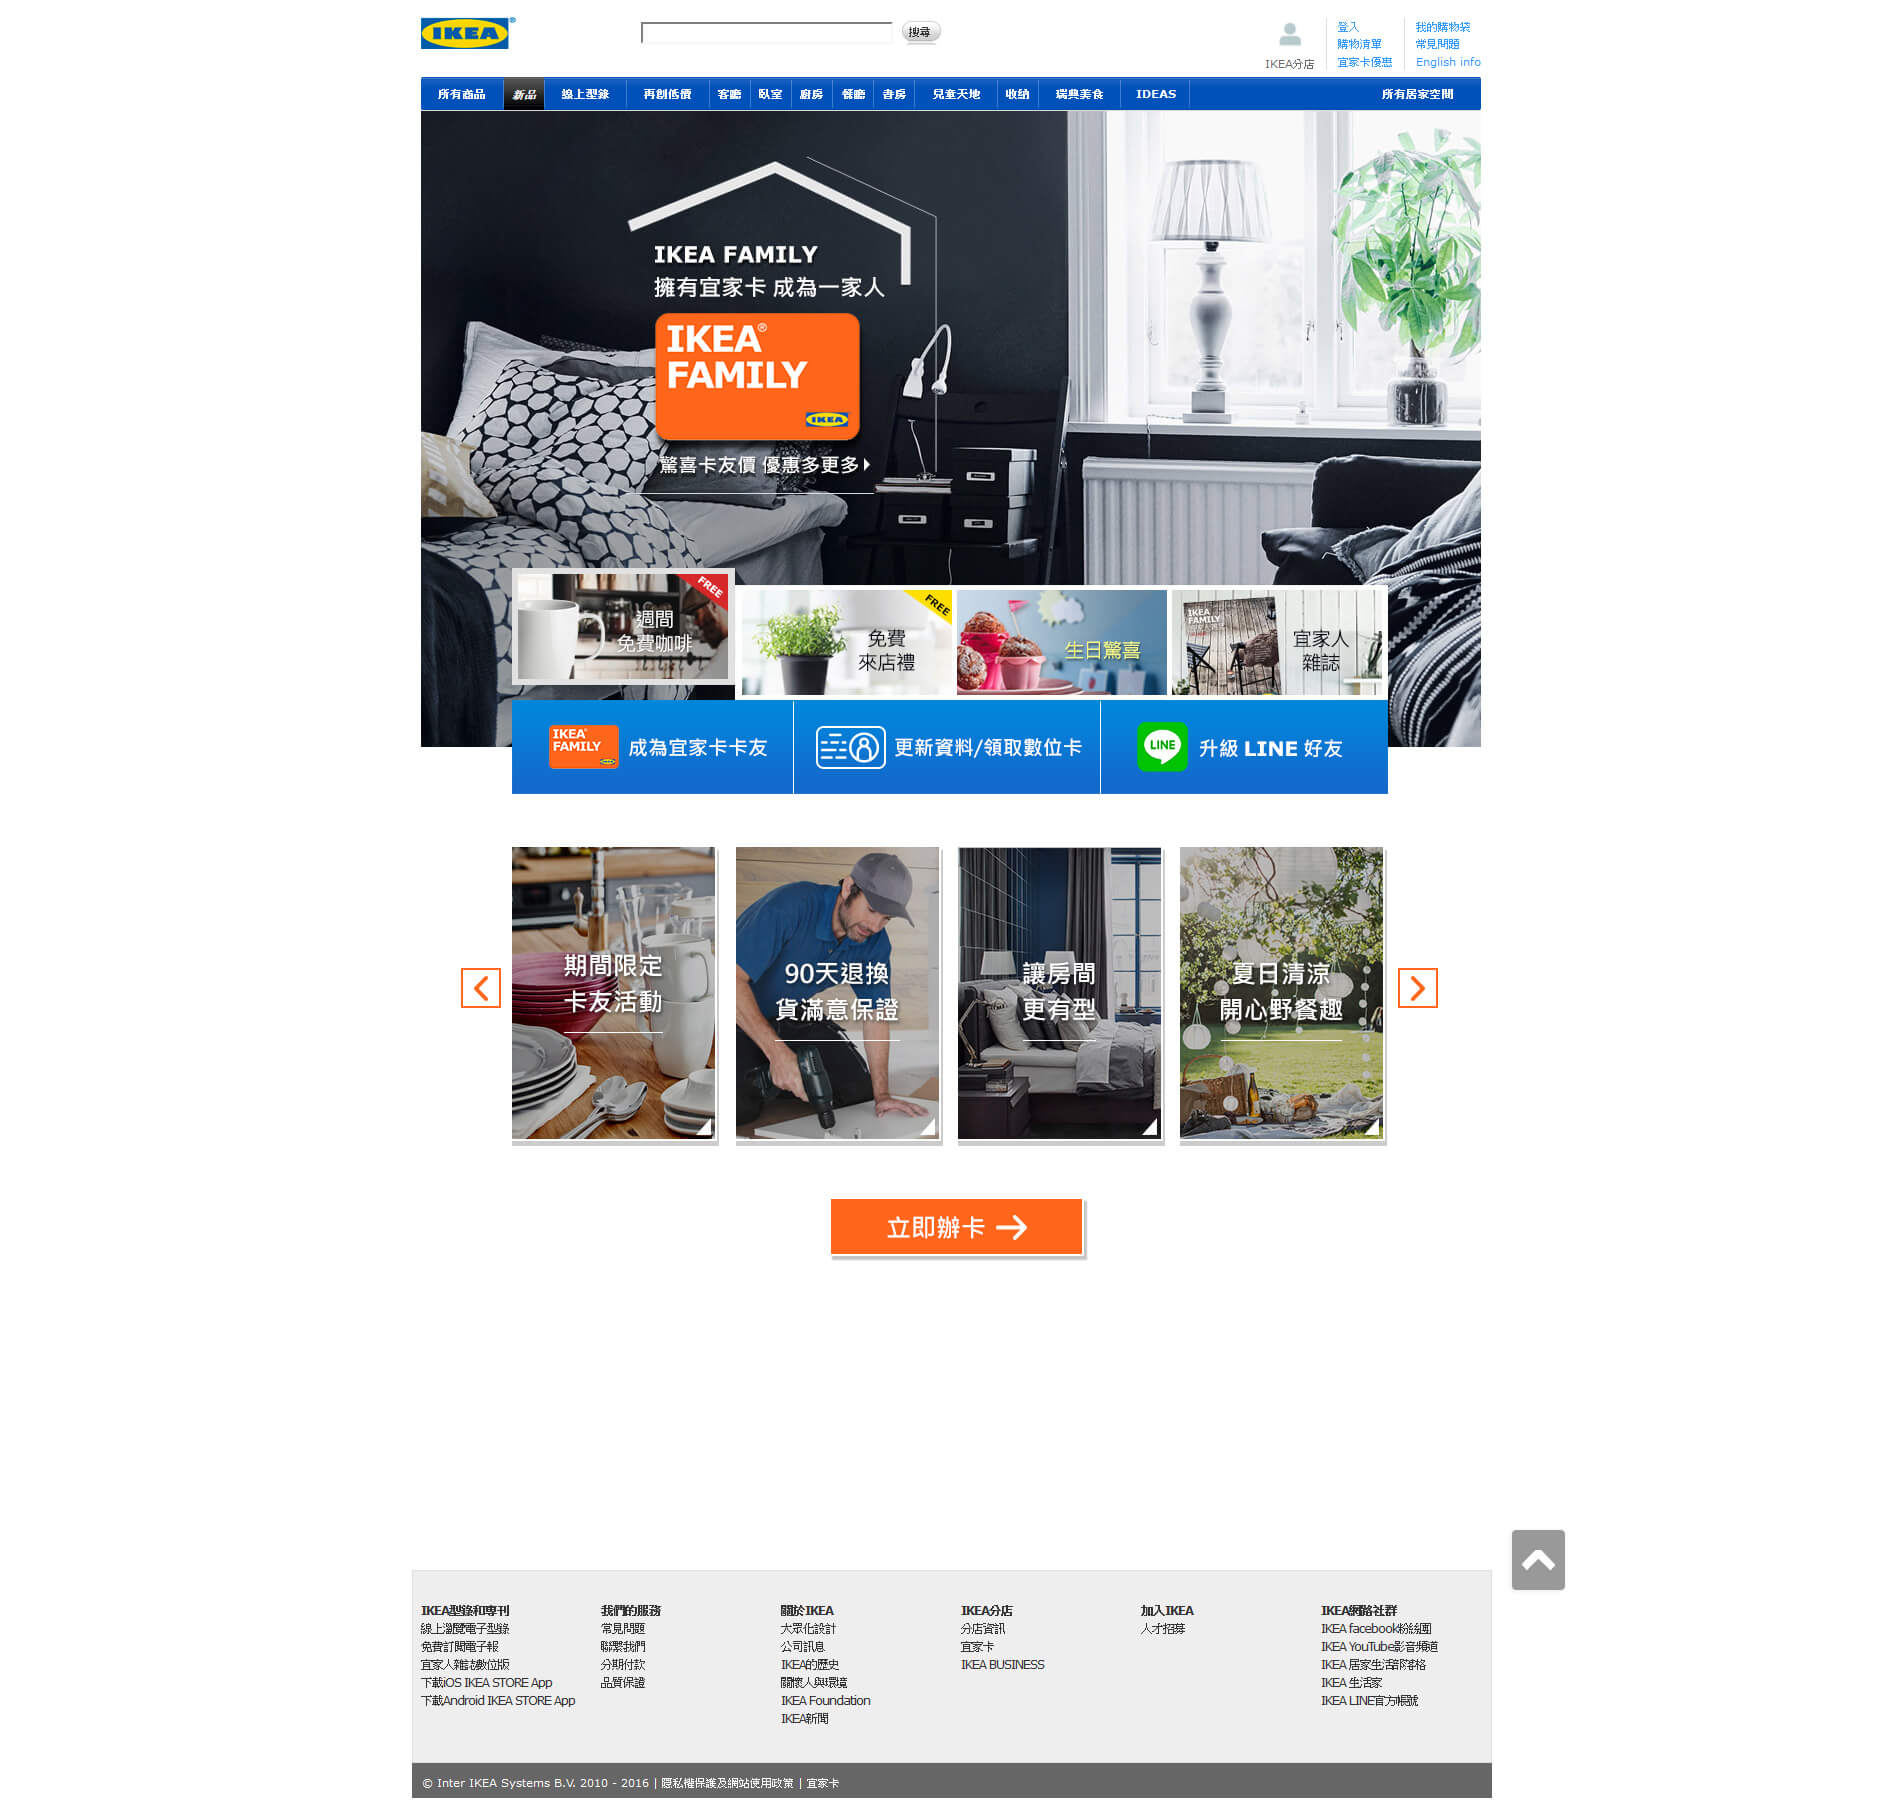 IKEA®
搜尋
IKEA分店
登入
購物清單
宜家卡優惠
我的購物袋
常見問題
English info
所有商品
新品
線上型錄
再創低價
客廳
臥室
廚房
餐廳
書房
兒童天地
收納
瑞典美食
IDEAS
所有居家空間
IKEA FAMILY
擁有宜家卡 成為一家人
IKEA®
FAMILY
IKEA
驚喜卡友價 優惠多更多
FREE
週間
免費咖啡
FREE
免費
來店禮
生日驚喜
IKEA
FAMILY
宜家人
雜誌
IKEA®
FAMILY
成為宜家卡卡友
更新資料/領取數位卡
LINE
升級 LINE 好友
期間限定
卡友活動
90天退換
貨滿意保證
讓房間
更有型
夏日清涼
開心野餐趣
立即辦卡
IKEA型錄和專刊
線上瀏覽電子型錄
免費訂閱電子報
宜家人雜誌數位版
下載iOS IKEA STORE App
下載Android IKEA STORE App
我們的服務
常見問題
聯繫我們
分期付款
品質保證
關於IKEA
大眾化設計
公司訊息
IKEA的歷史
關懷人與環境
IKEA Foundation
IKEA新聞
IKEA分店
分店資訊
宜家卡
IKEA BUSINESS
加入IKEA
人才招募
IKEA網路社群
IKEA facebook粉絲團
IKEA YouTube影音頻道
IKEA 居家生活部落格
IKEA 生活家
IKEA LINE官方帳號
© Inter IKEA Systems B.V. 2010 - 2016 | 隱私權保護及網站使用政策 | 宜家卡